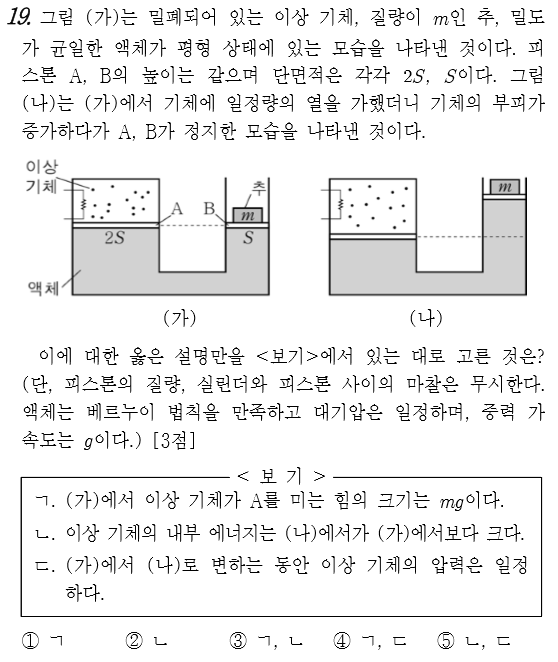 19. 그림 (가)는 밀폐되어 있는 이상 기체, 질량이 m인 추, 밀도
가 균일한 액체가 평형 상태에 있는 모습을 나타낸 것이다. 피
스톤 A, B의 높이는 같으며 단면적은 각각 2S, S이다. 그림
(나)는 (가)에서 기체에 일정량의 열을 가했더니 기체의 부피가
증가하다가 A, B가 정지한 모습을 나타낸 것이다.
이상
기체
추
A
B
m
2S
S
액체
(가)
m
(나)
이에 대한 옳은 설명만을 <보기>에서 있는 대로 고른 것은?
(단, 피스톤의 질량, 실린더와 피스톤 사이의 마찰은 무시한다.
액체는 베르누이 법칙을 만족하고 대기압은 일정하며, 중력 가
속도는 g이다.) [3점]
< 보 기 >
ㄱ. (가)에서 이상 기체가 A를 미는 힘의 크기는 mg이다.
ㄴ. 이상 기체의 내부 에너지는 (나)에서가 (가)에서보다 크다.
ㄷ. (가)에서 (나)로 변하는 동안 이상 기체의 압력은 일정
하다.
① ㄱ ② ㄴ ③ ㄱ, ㄴ ④ ㄱ, ㄷ ⑤ ㄴ, ㄷ